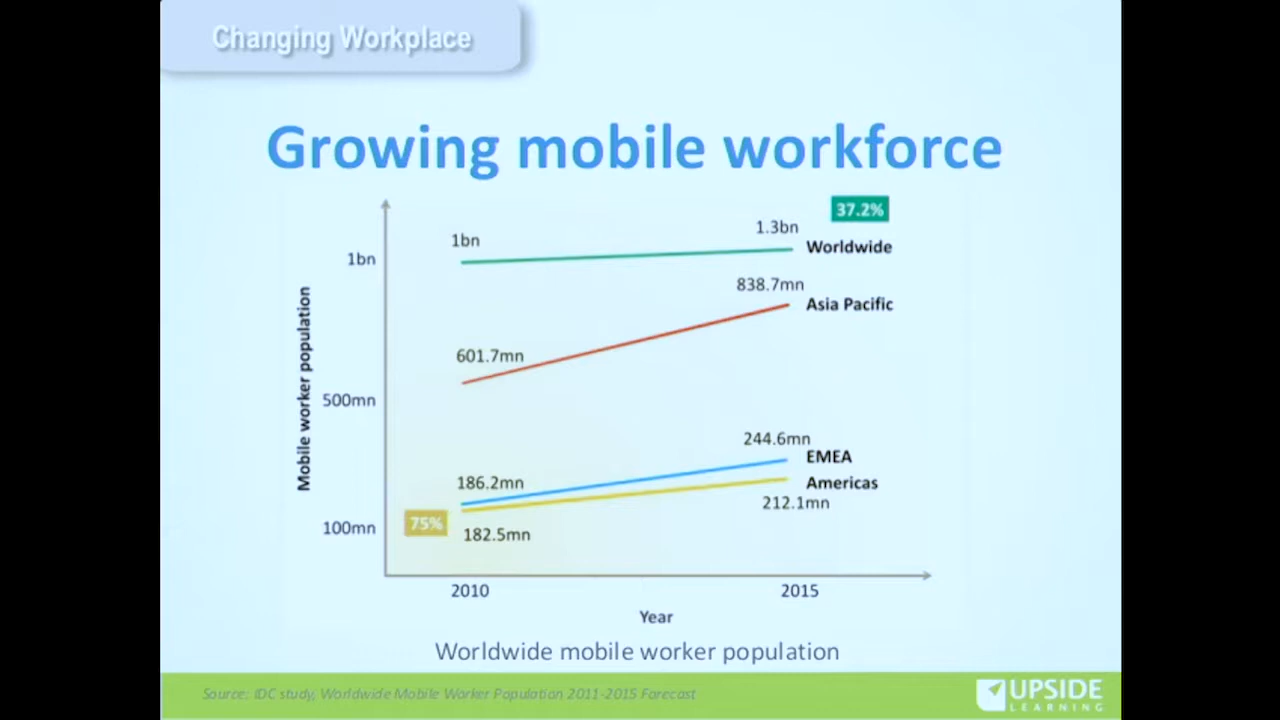 Changing Workplace
Growing mobile workforce
37.2%
1bn
1.3bn
Worldwide
1bn
838.7mn
Asia Pacific
601.7mn
Mobile worker population
500mn
244.6mn
EMEA
186.2mn
Americas
212.1mn
75%
100mn
182.5mn
2010
2015
Year
Worldwide mobile worker population
Source: IDC study, Worldwide Mobile Worker Population 2011-2015 Forecast
UPSIDE
LEARNING